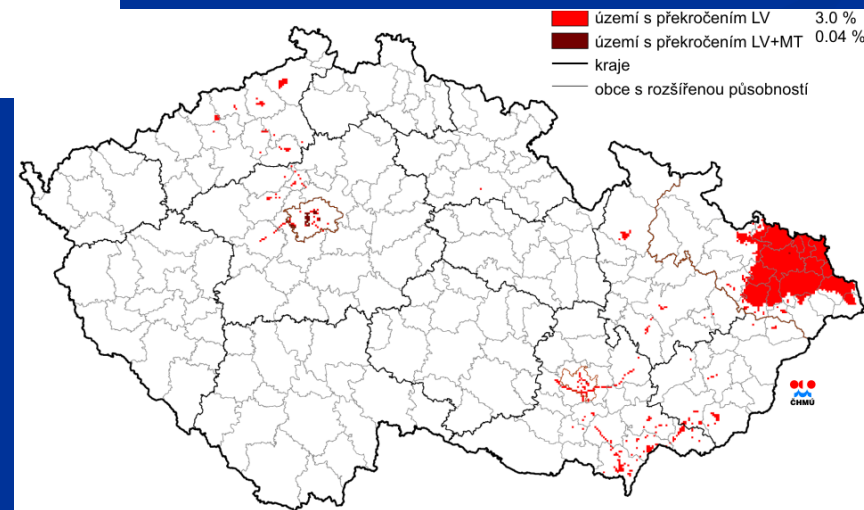 území s překročením LV 3.0 %
území s překročením LV+MT 0.04 %
kraje
obce s rozšířenou působností
ČHMÚ